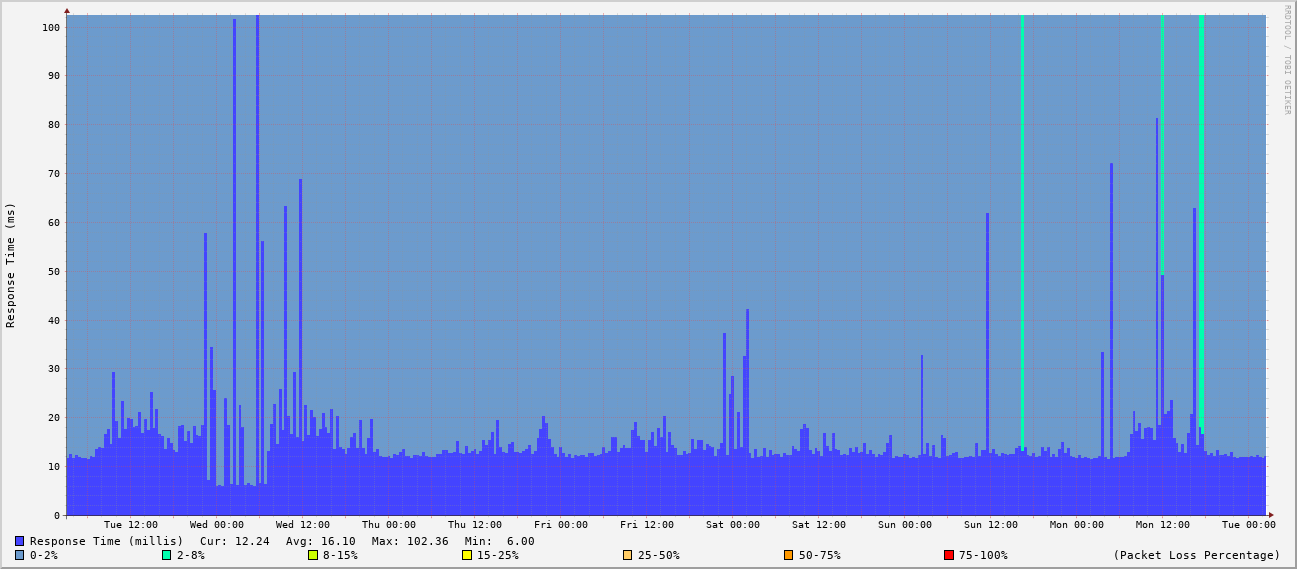 RRDTOOL / TOBI OETIKER
Response Time (ms)
100
90
80
70
60
50
40
30
20
10
0
Tue 12:00 Wed 00:00 Wed 12:00 Thu 00:00 Thu 12:00 Fri 00:00 Fri 12:00 Sat 00:00 Sat 12:00 Sun 00:00 Sun 12:00 Mon 00:00 Mon 12:00 Tue 00:00
Response Time (millis) Cur: 12.24 Avg: 16.10 Max: 102.36 Min: 6.00
0-2% 2-8% 8-15% 15-25% 25-50% 50-75% 75-100% (Packet Loss Percentage)